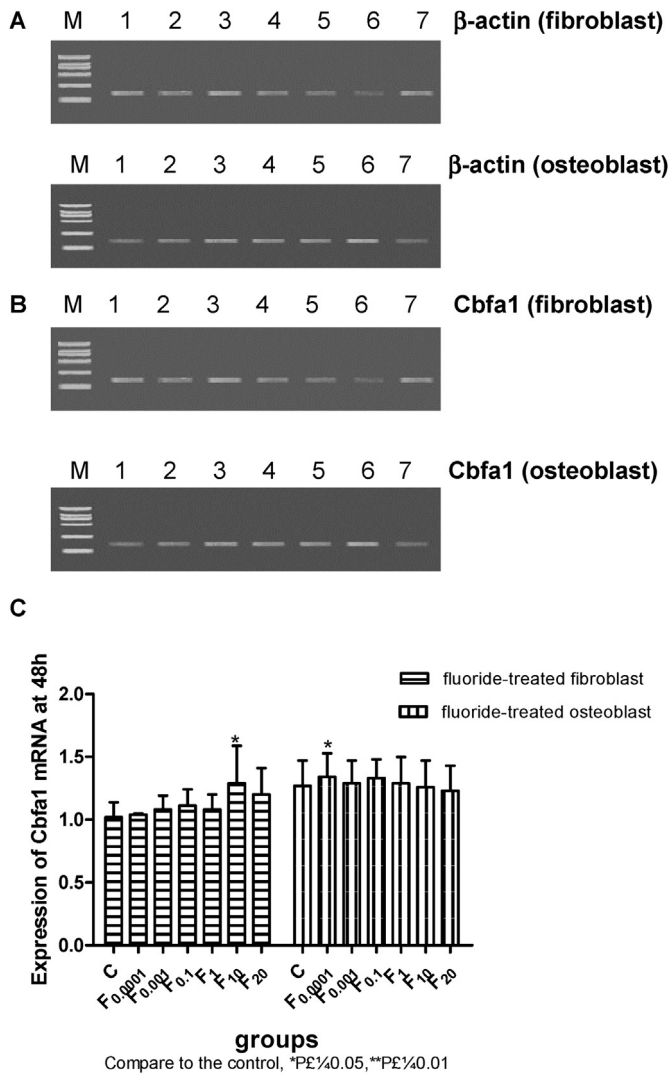 A M 1 2 3 4 5 6 7 β-actin (fibroblast)
M 1 2 3 4 5 6 7 β-actin (osteoblast)
B M 1 2 3 4 5 6 7 Cbfa1 (fibroblast)
M 1 2 3 4 5 6 7 Cbfa1 (osteoblast)
C
fluoride-treated fibroblast
fluoride-treated osteoblast
Expression of Cbfa1 mRNA at 48h
2.0
1.5
1.0
0.5
0.0
* *
C F0.0001 F0.001 F0.1 F1 F10 F20 C F0.0001 F0.001 F0.1 F1 F10 F20
groups
Compare to the control, *P£¼0.05,**P£¼0.01